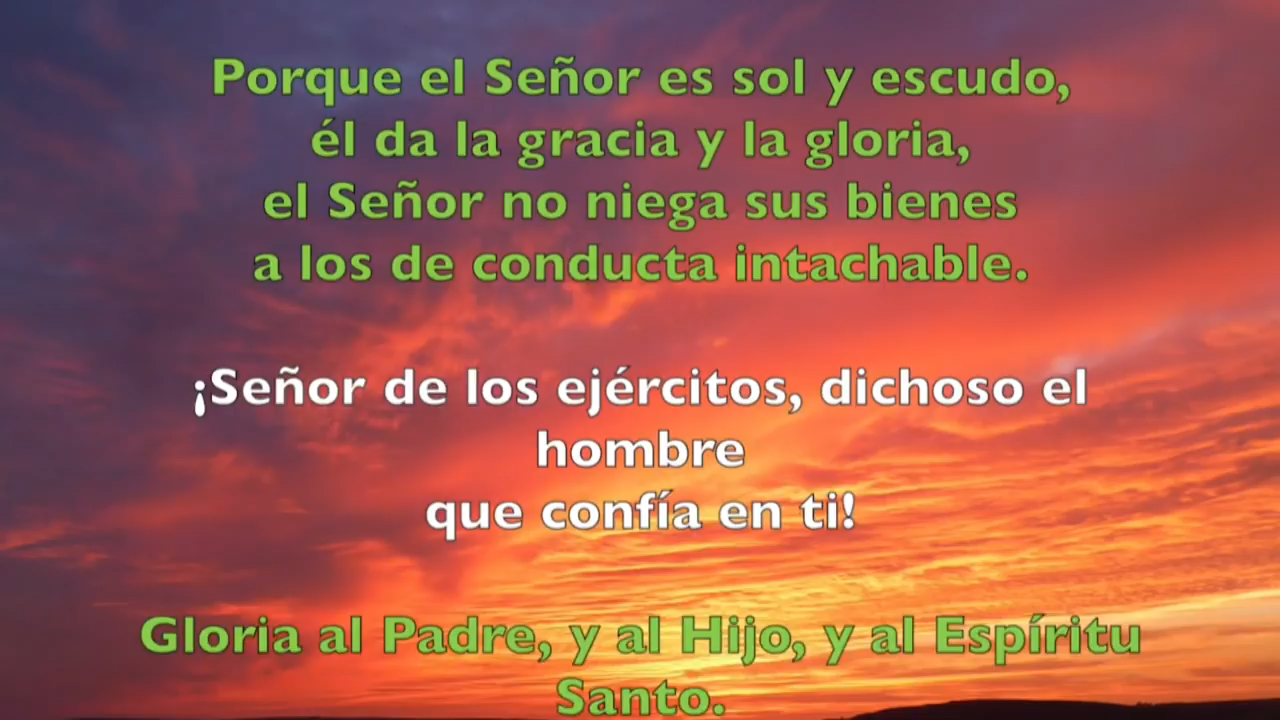 Porque el Señor es sol y escudo,
él da la gracia y la gloria,
el Señor no niega sus bienes
a los de conducta intachable.
¡Señor de los ejércitos, dichoso el
hombre
que confía en ti!
Gloria al Padre, y al Hijo, y al Espíritu
Santo.